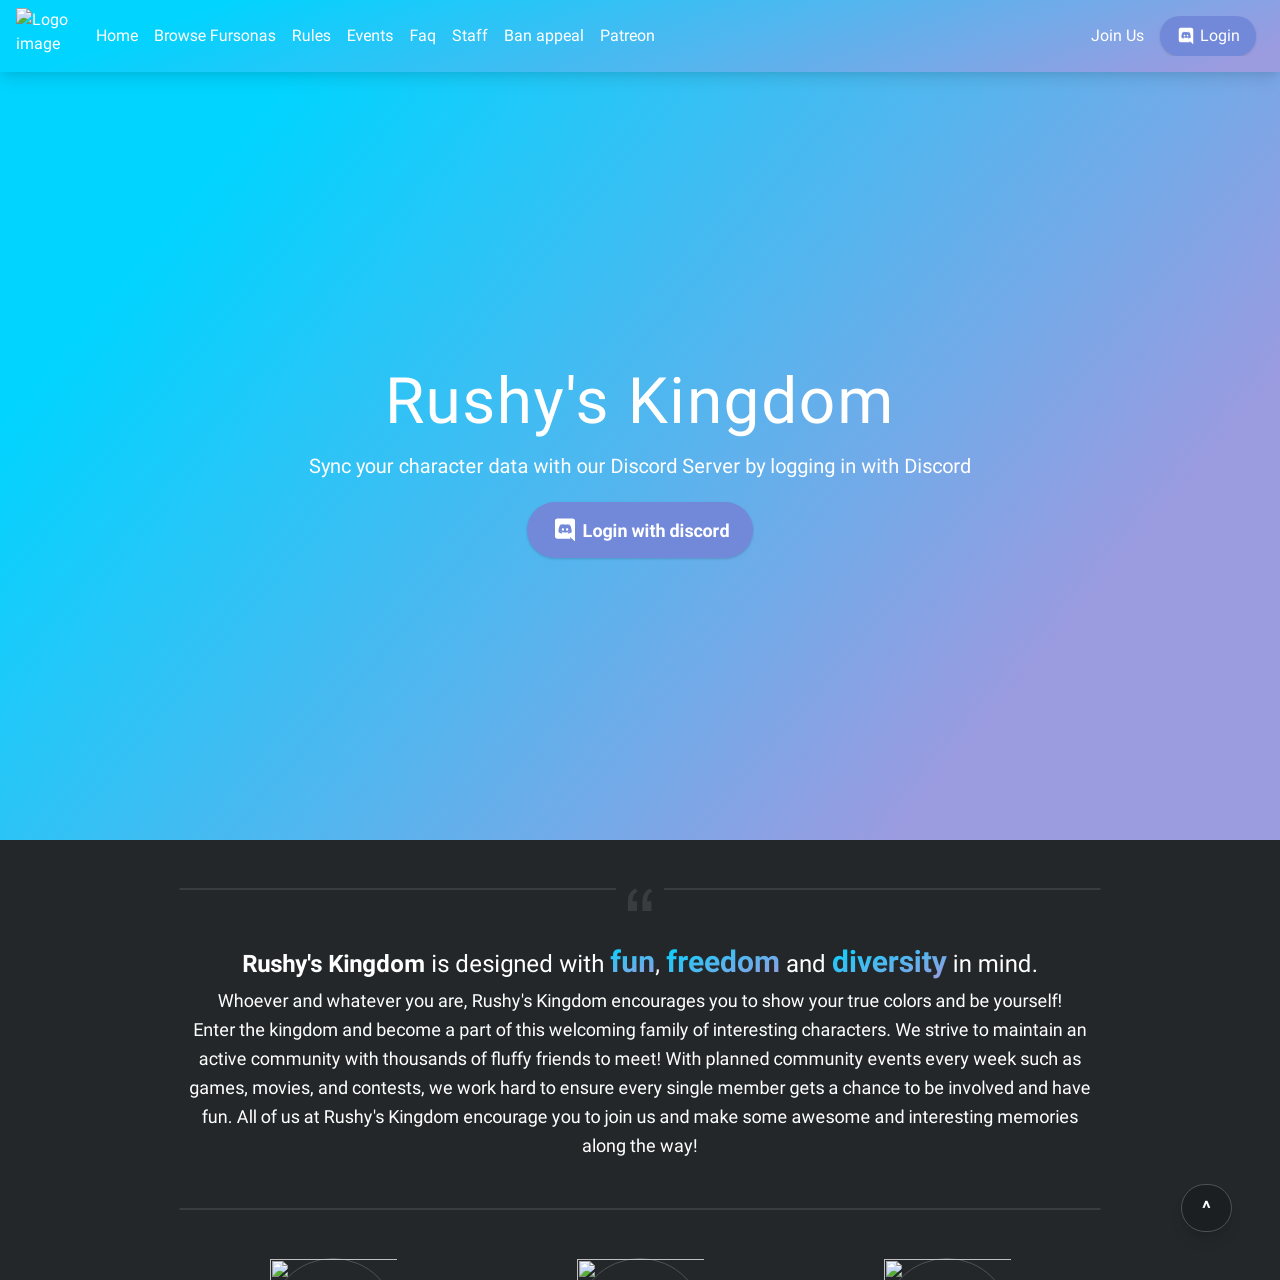 Logo image
Home Browse Fursonas Rules Events Faq Staff Ban appeal Patreon Join Us Login
Rushy's Kingdom
Sync your character data with our Discord Server by logging in with Discord
Login with discord
“
Rushy's Kingdom is designed with fun, freedom and diversity in mind.
Whoever and whatever you are, Rushy's Kingdom encourages you to show your true colors and be yourself!
Enter the kingdom and become a part of this welcoming family of interesting characters. We strive to maintain an
active community with thousands of fluffy friends to meet! With planned community events every week such as
games, movies, and contests, we work hard to ensure every single member gets a chance to be involved and have
fun. All of us at Rushy's Kingdom encourage you to join us and make some awesome and interesting memories
along the way!
^